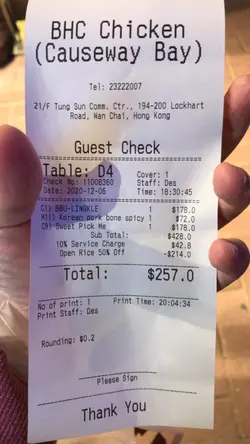 BHC Chicken
(Causeway Bay)
Tel: 23222007
21/F Tung Sun Comm. Ctr., 194-200 Lockhart
Road, Wan Chai, Hong Kong
Guest Check
Table: D4 Cover: 1
Check No: 11008360 Staff: Des
Date: 2020-12-06 Time: 18:30:45
C1) BBU-LINGKLE 1 $178.0
R11) Korean pork bone spicy 1 $72.0
C9) Sweet Pick Me 1 $178.0
Sub Total: $428.0
10% Service Charge $42.8
Open Rice 50% Off -$214.0
Total: $257.0
No of print: 1 Print Time: 20:04:34
Print Staff: Des
Rounding: $0.2
Please Sign
Thank You